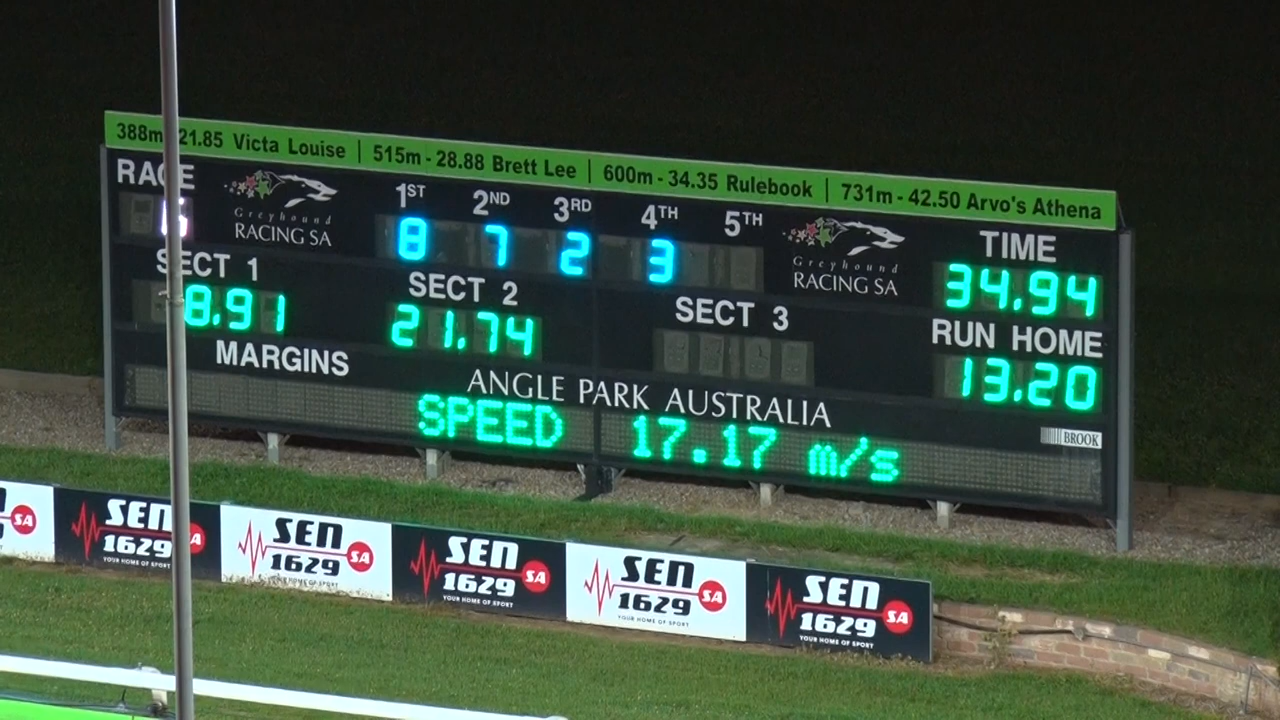 388m 21.85 Victa Louise | 515m - 28.88 Brett Lee | 600m - 34.35 Rulebook | 731m - 42.50 Arvo's Athena
RACE
Greyhound
RACING SA
1ST 2ND 3RD 4TH 5TH
8 7 2 3
Greyhound
RACING SA
TIME
34.94
SECT 1
8.91
SECT 2
21.74
SECT 3
RUN HOME
13.20
MARGINS
ANGLE PARK AUSTRALIA
SPEED 17.17 m/s
BROOK
SA
SEN
1629 SA
YOUR HOME OF SPORT
SEN
1629 SA
YOUR HOME OF SPORT
SEN
1629 SA
YOUR HOME OF SPORT
SEN
1629 SA
YOUR HOME OF SPORT
SEN
1629 SA
YOUR HOME OF SPORT